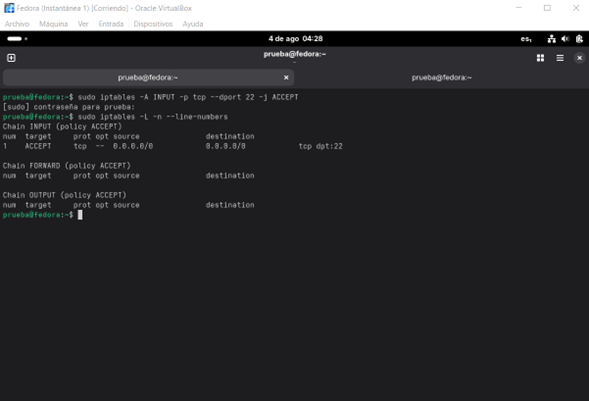 Fedora (Instantánea 1) [Corriendo] - Oracle VirtualBox
Archivo Máquina Ver Entrada Dispositivos Ayuda
4 de ago 04:28
es₁
prueba@fedora:~
~
prueba@fedora:~ × prueba@fedora:~
prueba@fedora:~$ sudo iptables -A INPUT -p tcp --dport 22 -j ACCEPT
[sudo] contraseña para prueba:
prueba@fedora:~$ sudo iptables -L -n --line-numbers
Chain INPUT (policy ACCEPT)
num target prot opt source destination
1 ACCEPT tcp -- 0.0.0.0/0 0.0.0.0/0 tcp dpt:22
Chain FORWARD (policy ACCEPT)
num target prot opt source destination
Chain OUTPUT (policy ACCEPT)
num target prot opt source destination
prueba@fedora:~$